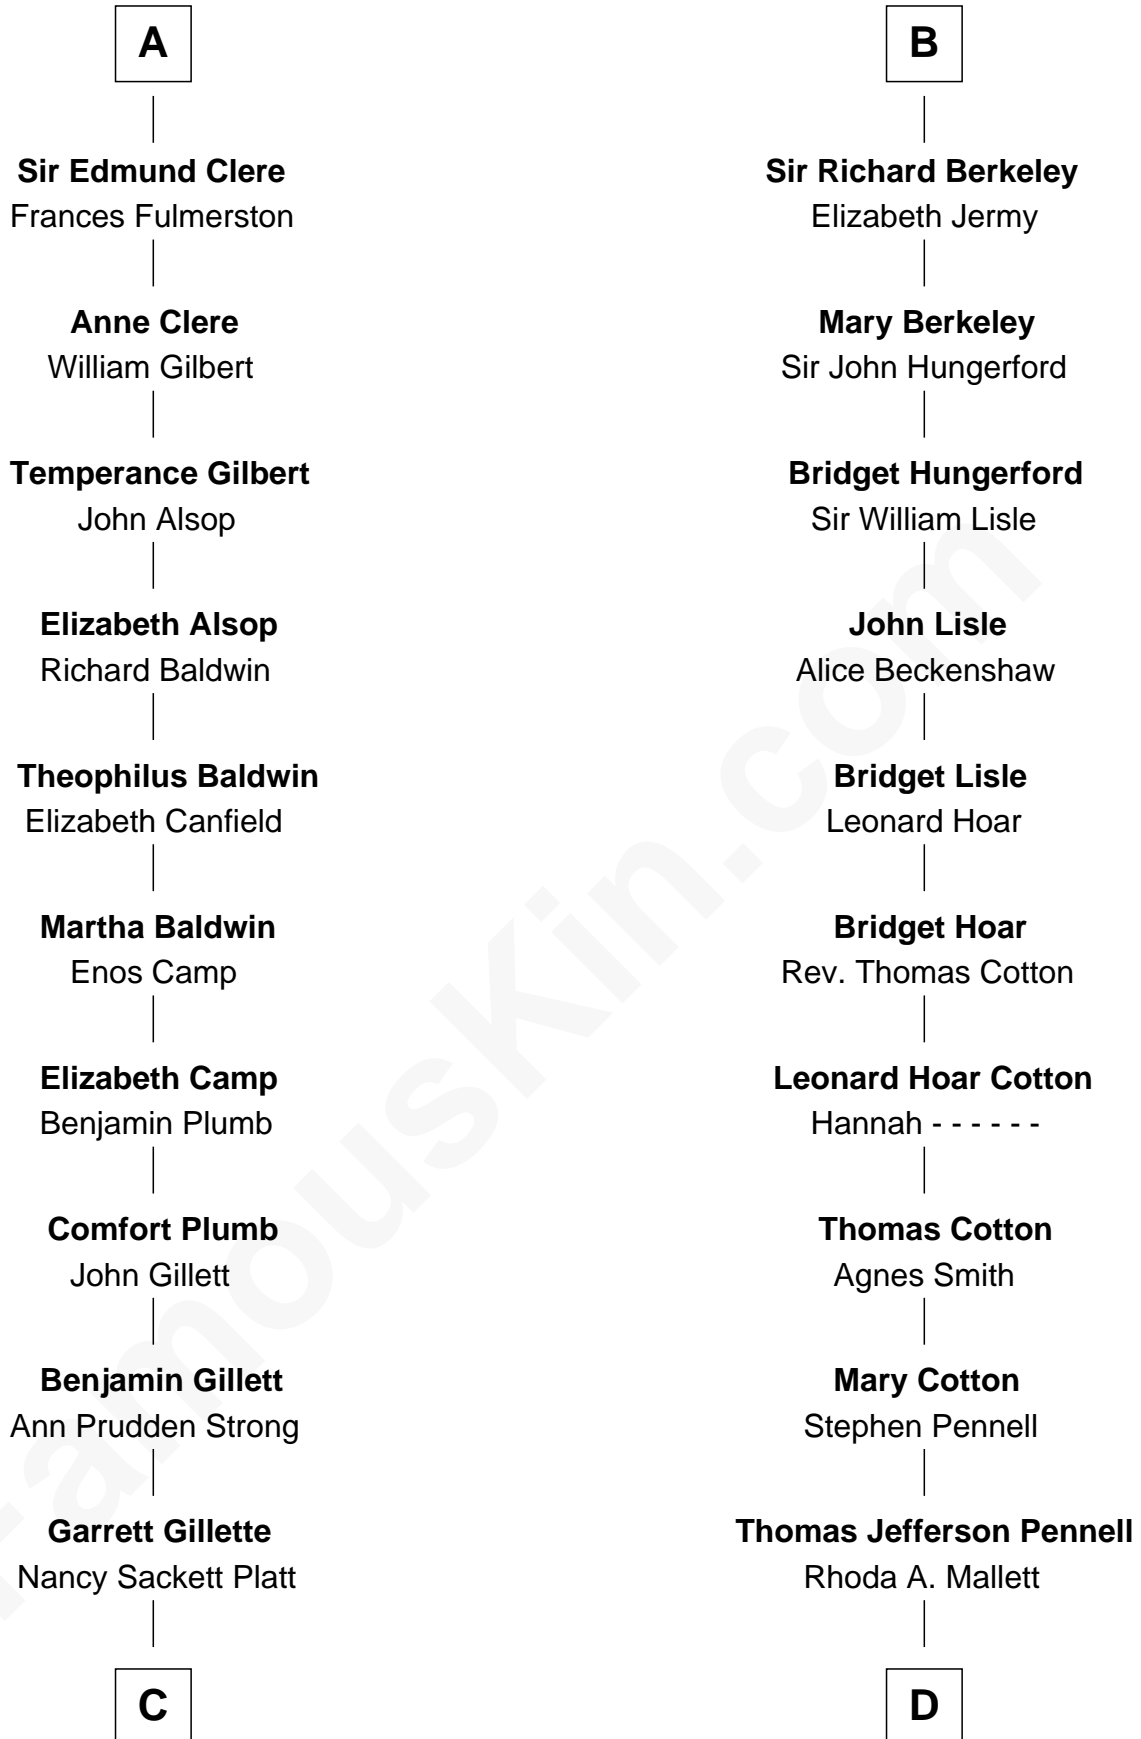 A
Sir Edmund Clere
Frances Fulmerston
Anne Clere
William Gilbert
Temperance Gilbert
John Alsop
Elizabeth Alsop
Richard Baldwin
Theophilus Baldwin
Elizabeth Canfield
Martha Baldwin
Enos Camp
Elizabeth Camp
Benjamin Plumb
Comfort Plumb
John Gillett
Benjamin Gillett
Ann Prudden Strong
Garrett Gillette
Nancy Sackett Platt
C
B
Sir Richard Berkeley
Elizabeth Jermy
Mary Berkeley
Sir John Hungerford
Bridget Hungerford
Sir William Lisle
John Lisle
Alice Beckenshaw
Bridget Lisle
Leonard Hoar
Bridget Hoar
Rev. Thomas Cotton
Leonard Hoar Cotton
Hannah - - - - - -
Thomas Cotton
Agnes Smith
Mary Cotton
Stephen Pennell
Thomas Jefferson Pennell
Rhoda A. Mallett
D
FamousKin.com